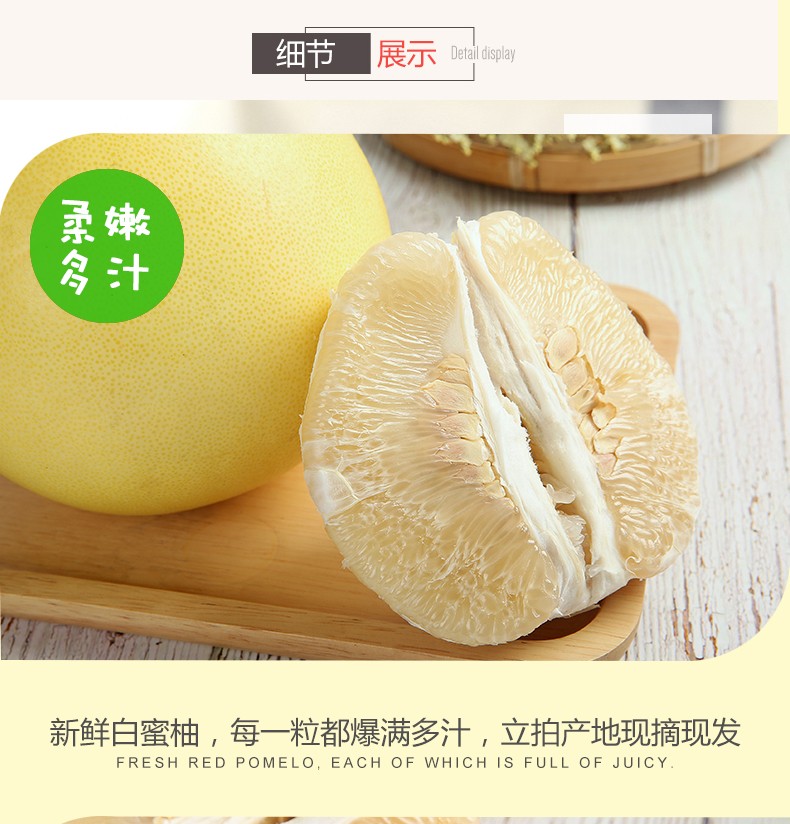 细节 展示 Detail display
柔嫩
多汁
新鲜白蜜柚，每一粒都爆满多汁，立拍产地现摘现发
FRESH RED POMELO, EACH OF WHICH IS FULL OF JUICY.